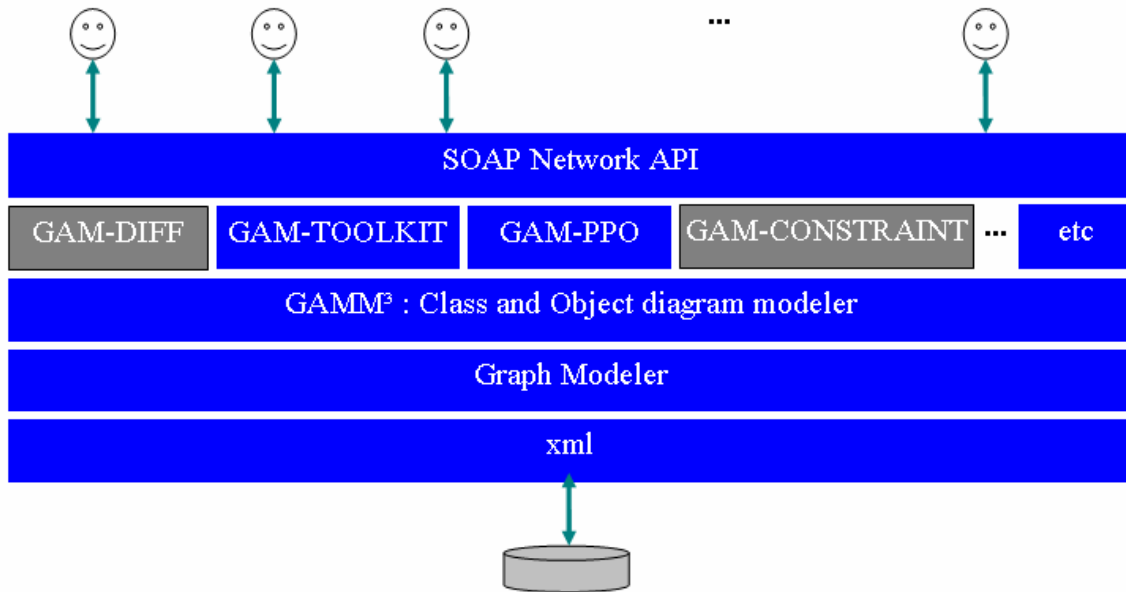 ...
SOAP Network API
GAM-DIFF GAM-TOOLKIT GAM-PPO GAM-CONSTRAINT ... etc
GAMM³ : Class and Object diagram modeler
Graph Modeler
xml